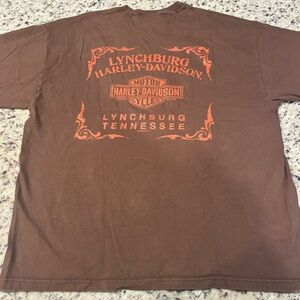 LYNCHBURG
HARLEY-DAVIDSON.
MOTOR
HARLEY-DAVIDSON
CYCLES
LYNCHBURG
TENNESSEE